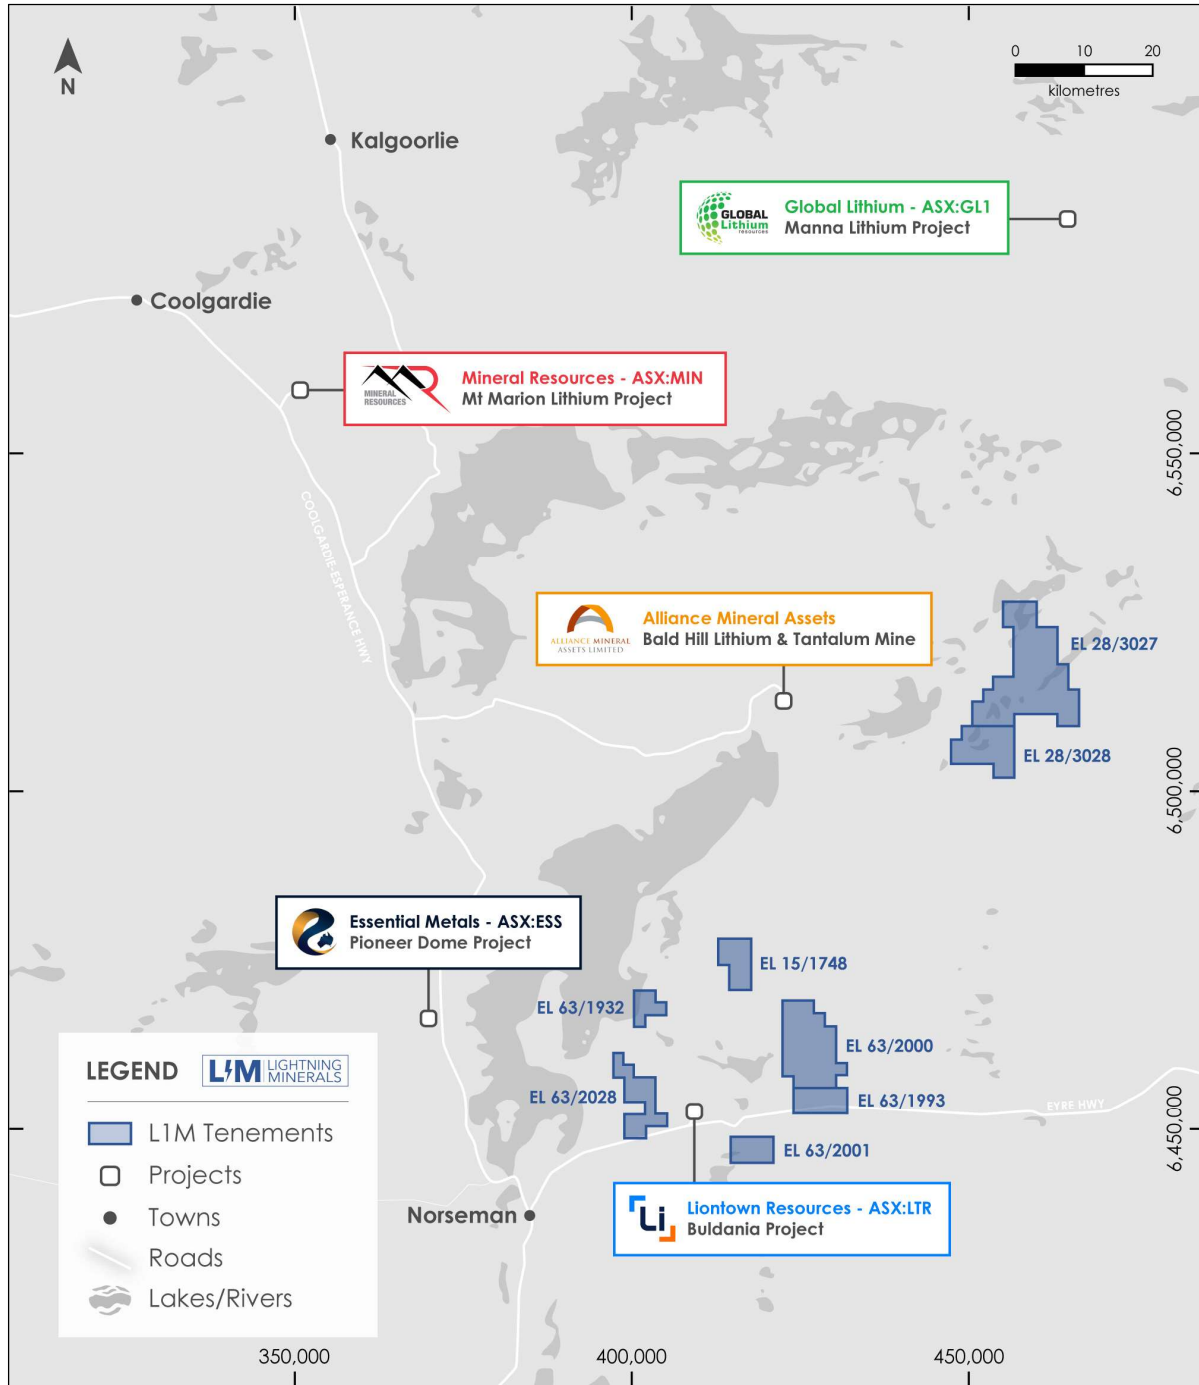 N
0 10 20
kilometres
Kalgoorlie
GLOBAL
Lithium
resources
Global Lithium - ASX:GL1
Manna Lithium Project
Coolgardie
MINERAL
RESOURCES
Mineral Resources - ASX:MIN
Mt Marion Lithium Project
6,550,000
COOLGARDIE-ESPERANCE HWY
ALLIANCE MINERAL
ASSETS LIMITED
Alliance Mineral Assets
Bald Hill Lithium & Tantalum Mine
EL 28/3027
EL 28/3028
6,500,000
Essential Metals - ASX:ESS
Pioneer Dome Project
EL 15/1748
EL 63/1932
EL 63/2000
EL 63/2028
EL 63/1993
EYRE HWY
6,450,000
EL 63/2001
Norseman
Li
Liontown Resources - ASX:LTR
Buldania Project
LEGEND
L1M LIGHTNING
MINERALS
L1M Tenements
Projects
Towns
Roads
Lakes/Rivers
350,000 400,000 450,000